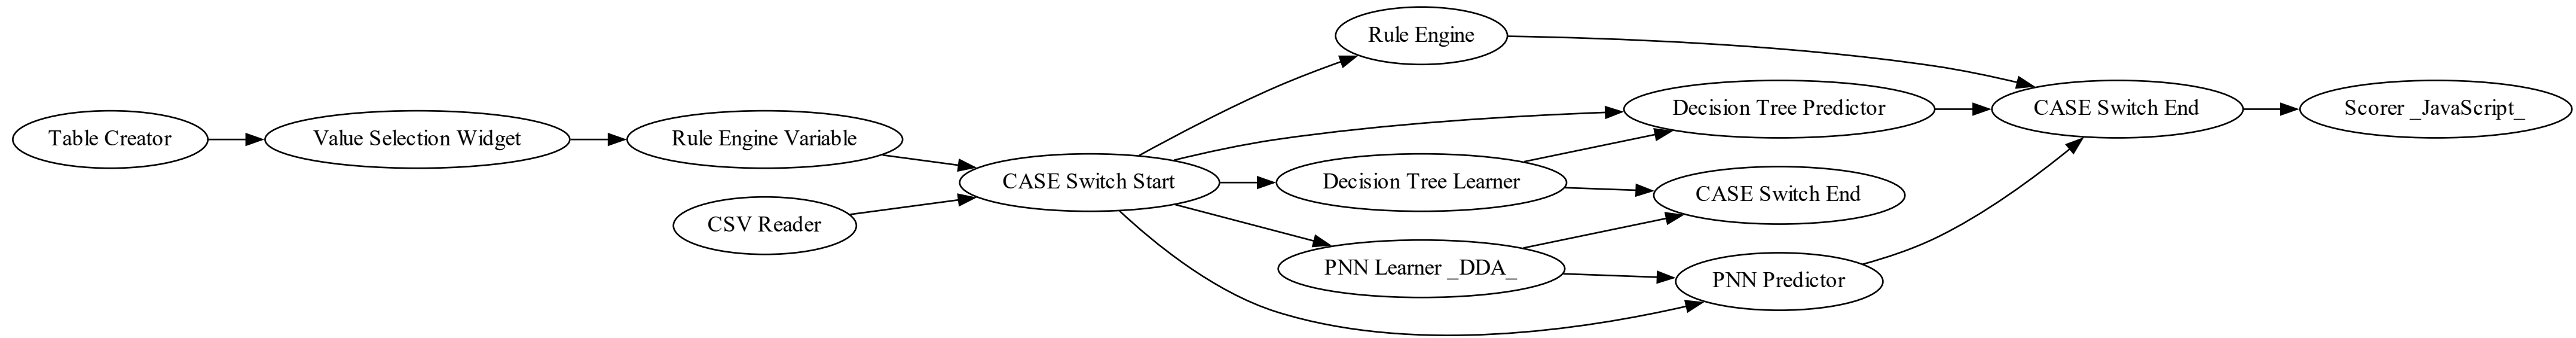 Table Creator
Value Selection Widget
Rule Engine Variable
CSV Reader
CASE Switch Start
Rule Engine
Decision Tree Predictor
Decision Tree Learner
CASE Switch End
PNN Learner _DDA_
PNN Predictor
CASE Switch End
Scorer _JavaScript_